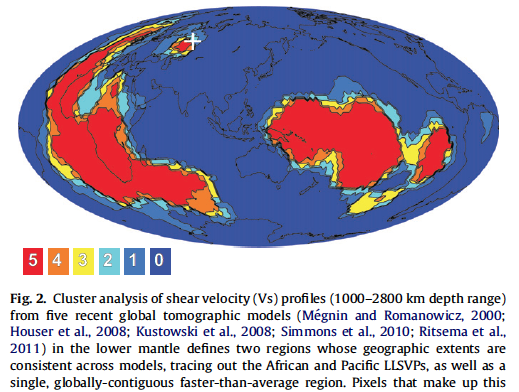 5 4 3 2 1 0
Fig. 2. Cluster analysis of shear velocity (Vs) profiles (1000–2800 km depth range)
from five recent global tomographic models (Mégnin and Romanowicz, 2000;
Houser et al., 2008; Kustowski et al., 2008; Simmons et al., 2010; Ritsema et al.,
2011) in the lower mantle defines two regions whose geographic extents are
consistent across models, tracing out the African and Pacific LLSVPs, as well as a
single, globally-contiguous faster-than-average region. Pixels that make up this